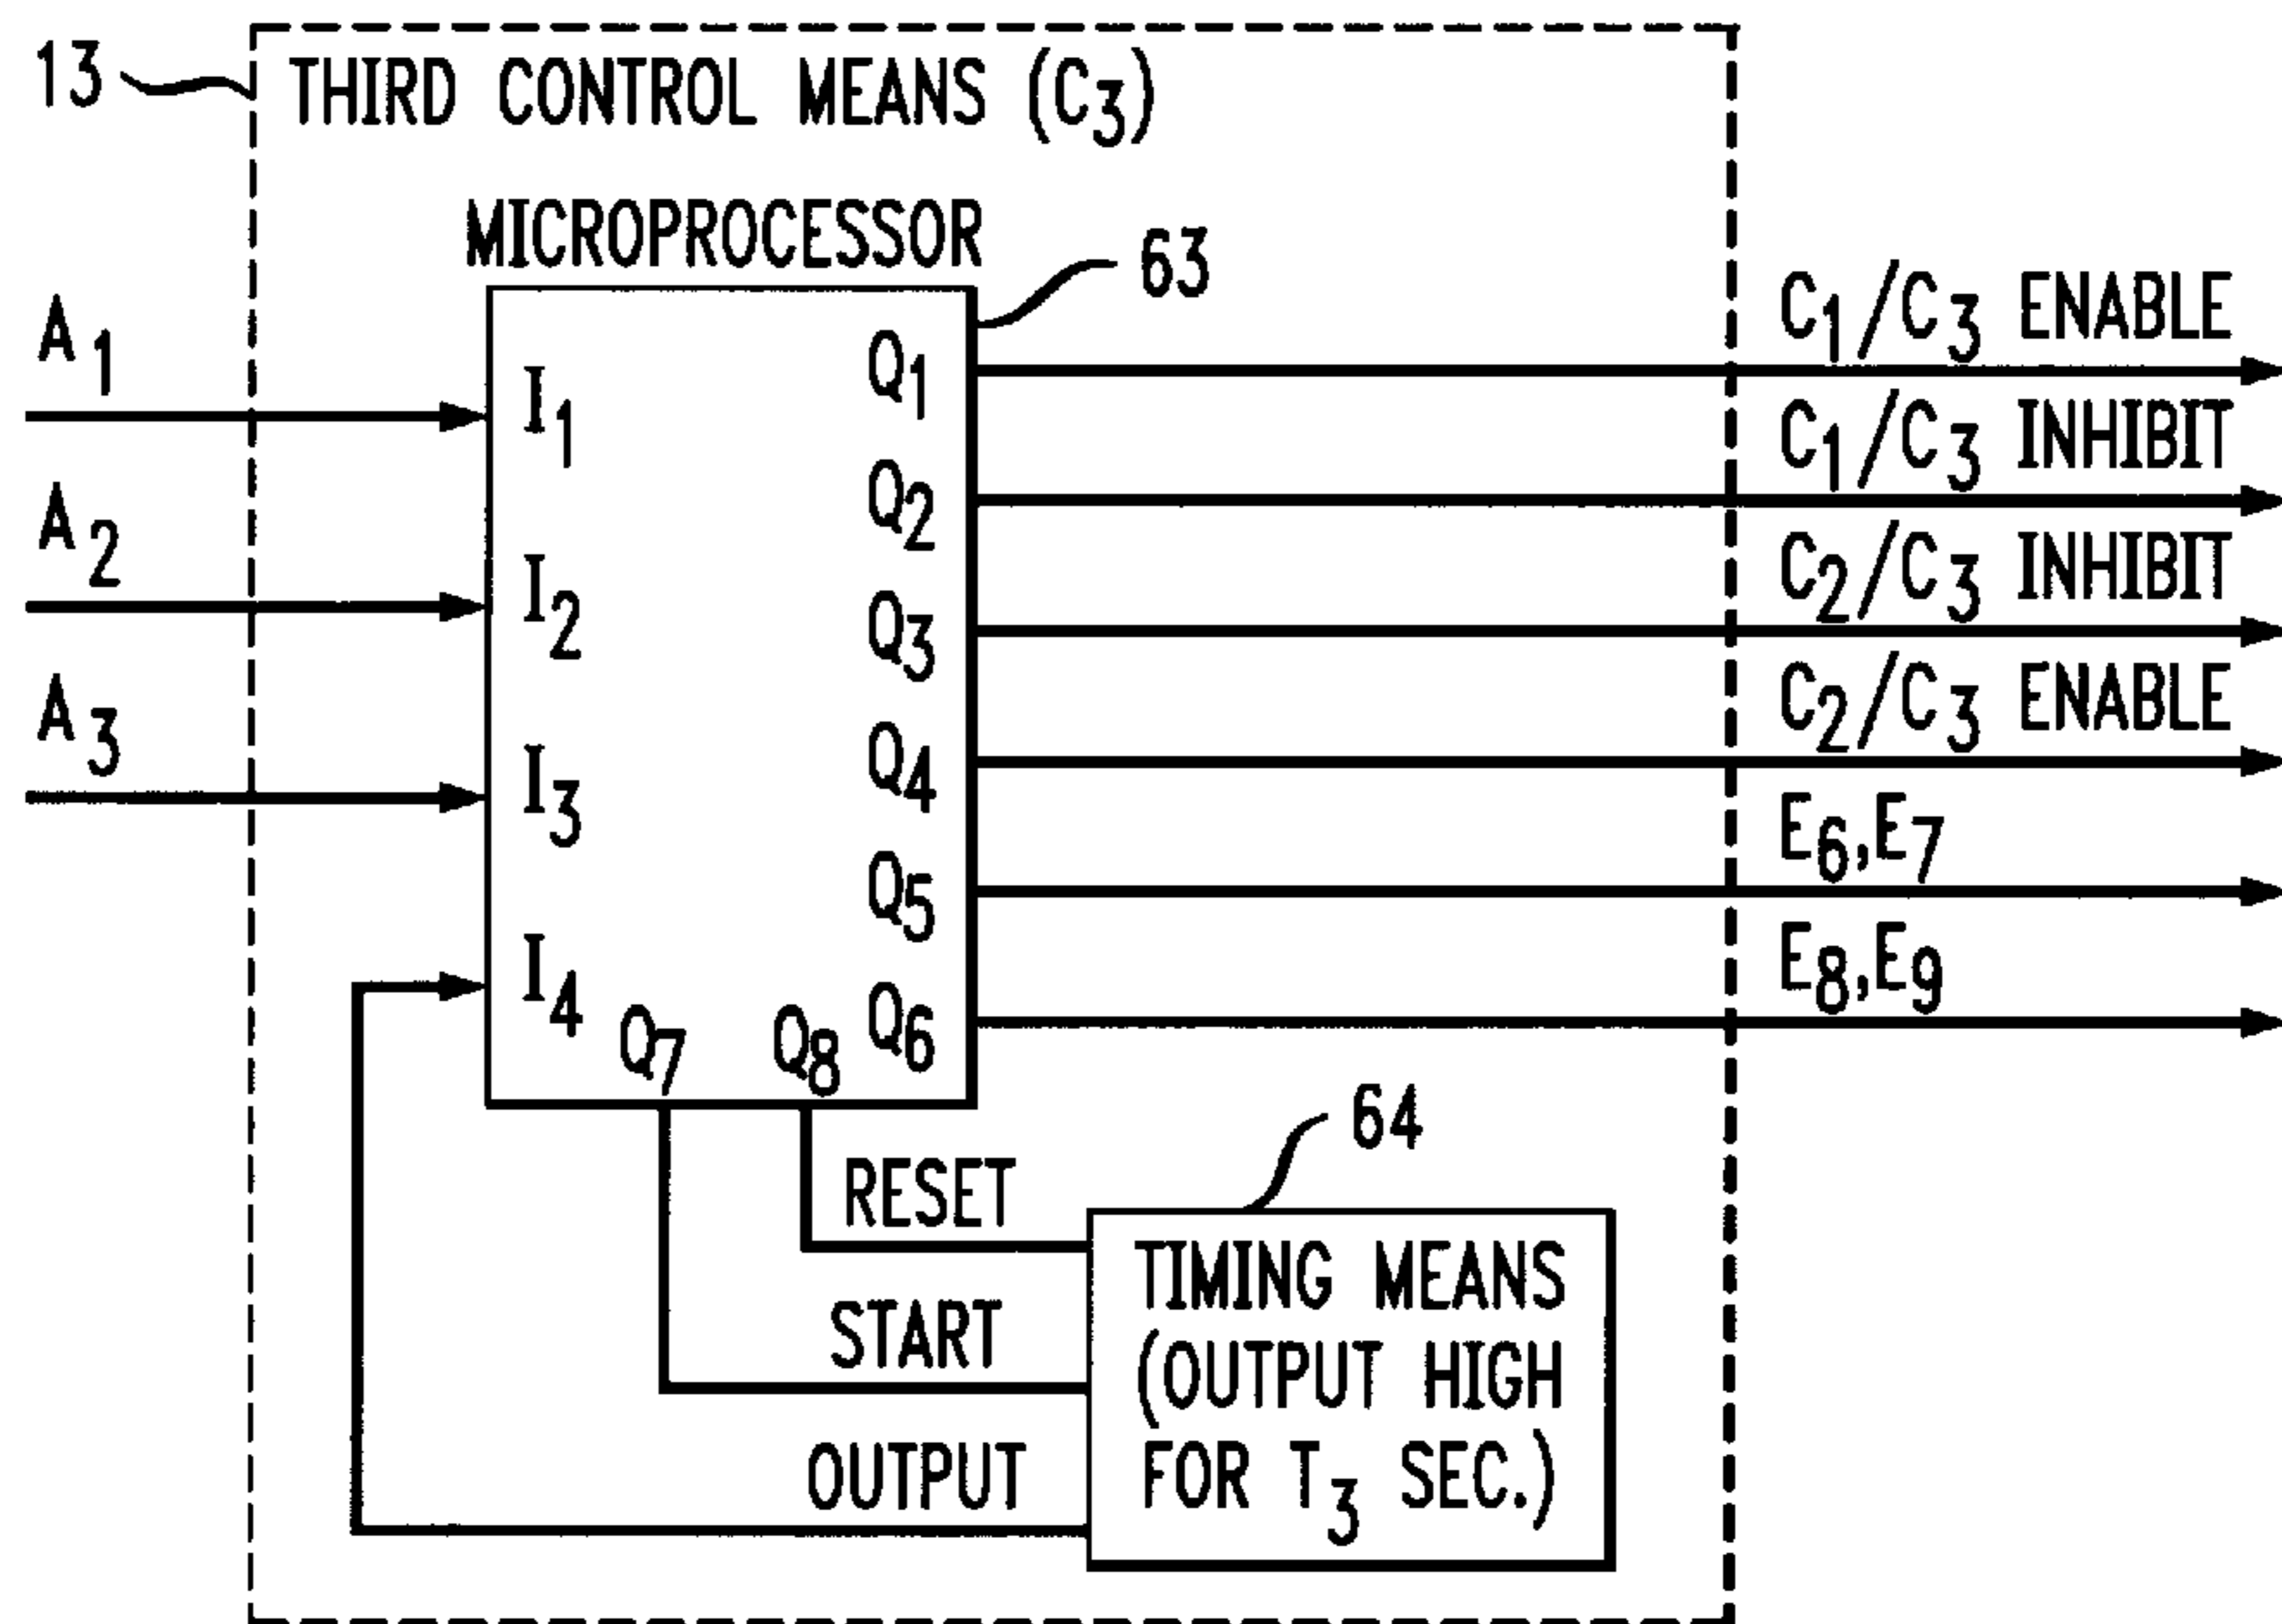 13
THIRD CONTROL MEANS (C₃)
MICROPROCESSOR
63
A₁
A₂
A₃
I₁
I₂
I₃
I₄
Q₁
Q₂
Q₃
Q₄
Q₅
Q₆
Q₇
Q₈
C₁/C₃ ENABLE
C₁/C₃ INHIBIT
C₂/C₃ INHIBIT
C₂/C₃ ENABLE
E₆,E₇
E₈,E₉
64
RESET
START
OUTPUT
TIMING MEANS
(OUTPUT HIGH
FOR T₃ SEC.)